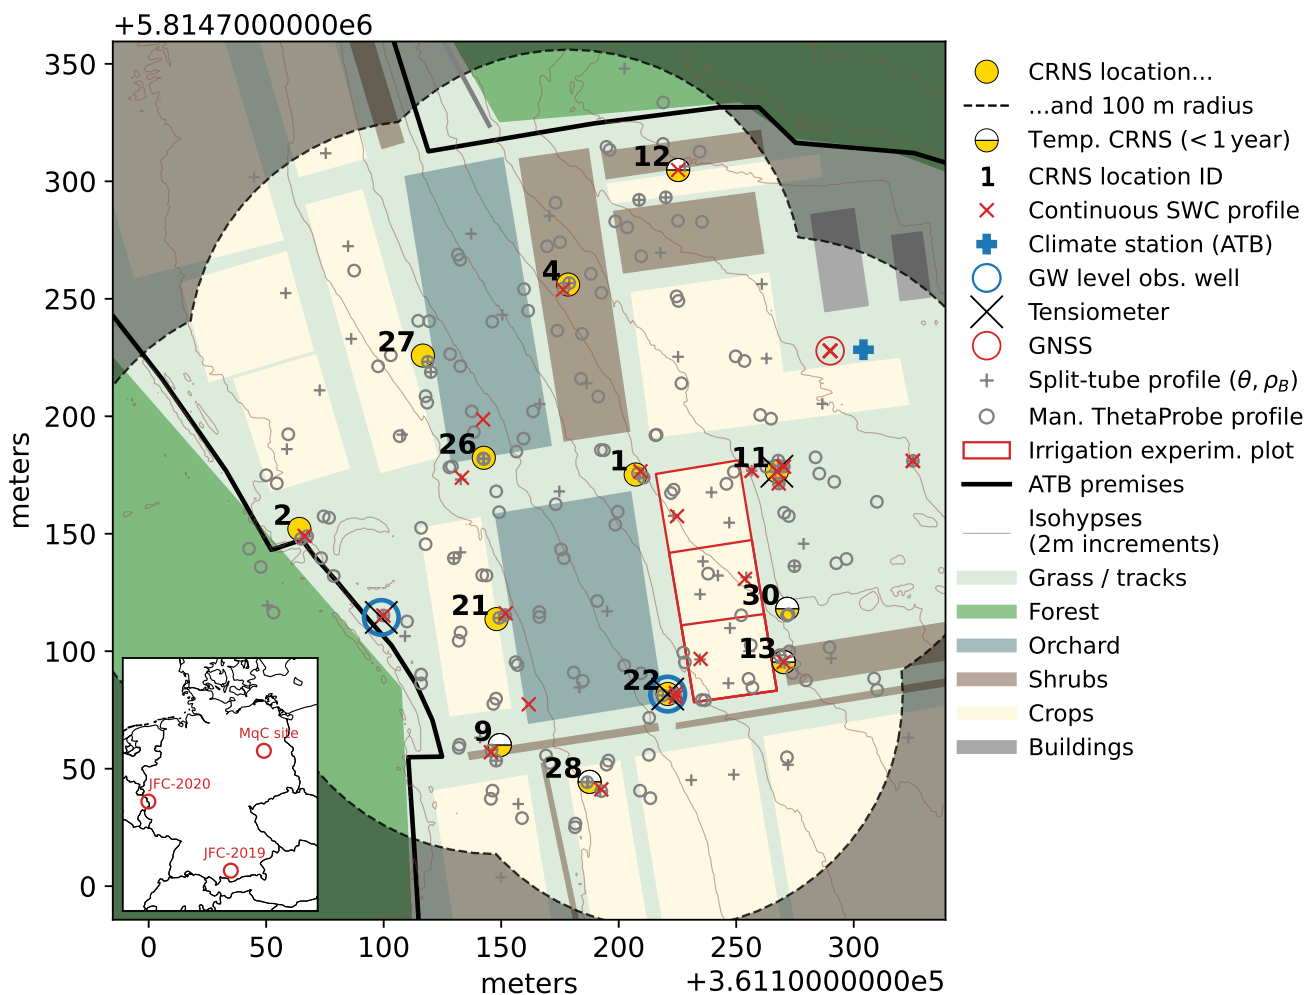 +5.8147000000e6
350
300
250
200
150
100
50
0
meters
0
50
100
150
200
250
300
meters
+3.6110000000e5
12
4
27
26
1
11
2
21
30
13
22
9
28
MqC site
JFC-2020
JFC-2019
CRNS location...
...and 100 m radius
Temp. CRNS (< 1 year)
1 CRNS location ID
Continuous SWC profile
Climate station (ATB)
GW level obs. well
Tensiometer
GNSS
Split-tube profile (θ, ρB)
Man. ThetaProbe profile
Irrigation experim. plot
ATB premises
Isohypses
(2m increments)
Grass / tracks
Forest
Orchard
Shrubs
Crops
Buildings